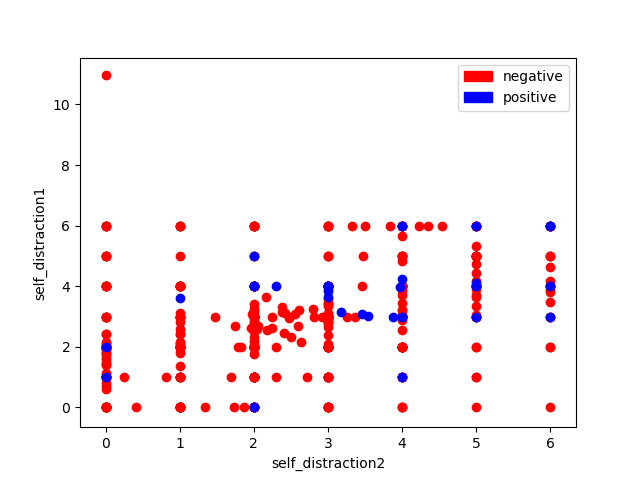 negative
positive
10
8
6
4
2
0
self_distraction1
0 1 2 3 4 5 6
self_distraction2